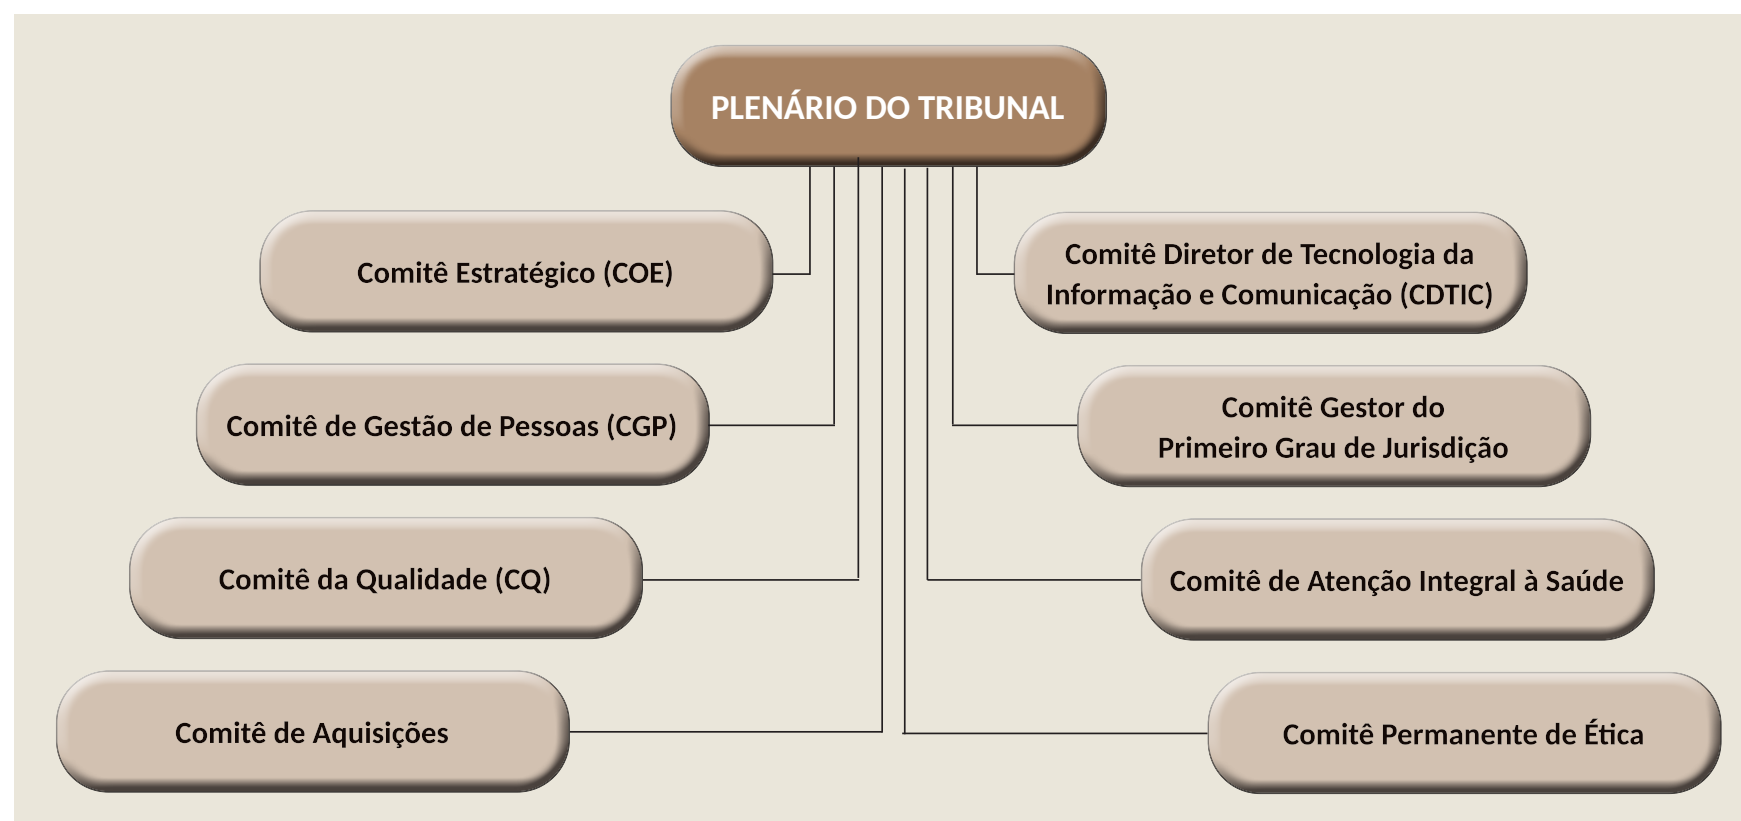 PLENÁRIO DO TRIBUNAL
Comitê Estratégico (COE)
Comitê Diretor de Tecnologia da
Informação e Comunicação (CDTIC)
Comitê de Gestão de Pessoas (CGP)
Comitê Gestor do
Primeiro Grau de Jurisdição
Comitê da Qualidade (CQ)
Comitê de Atenção Integral à Saúde
Comitê de Aquisições
Comitê Permanente de Ética